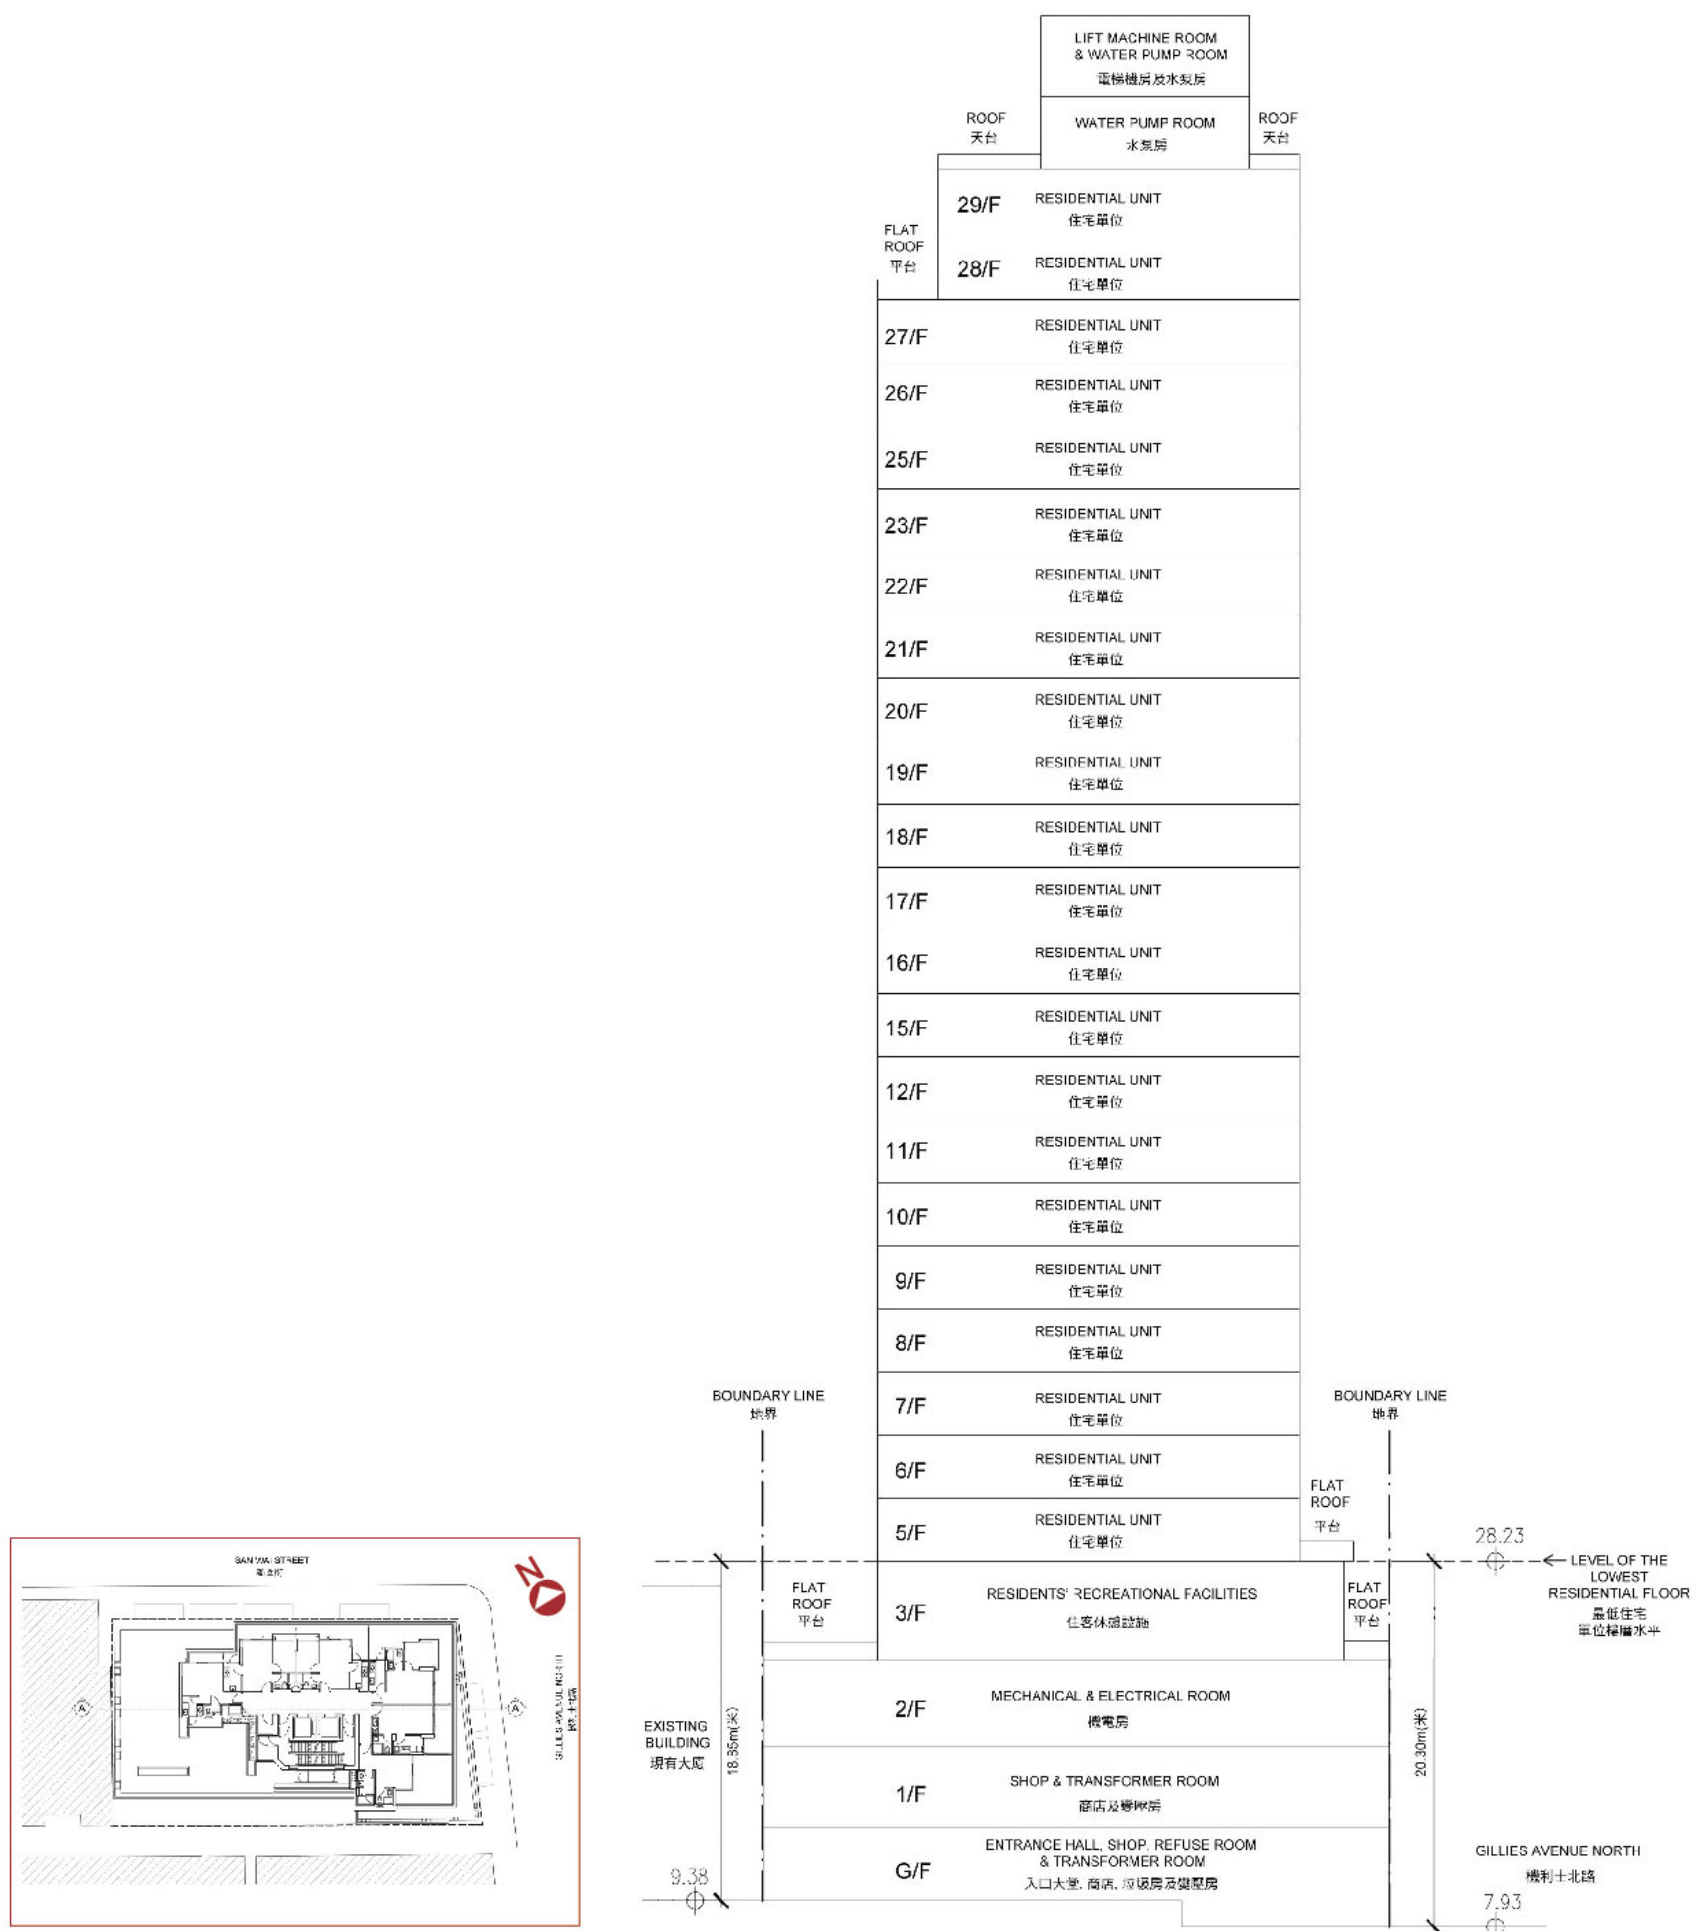 LIFT MACHINE ROOM
& WATER PUMP ROOM
電梯機房及水泵房
ROOF
天台
WATER PUMP ROOM
水泵房
ROOF
天台
29/F
RESIDENTIAL UNIT
住宅單位
FLAT
ROOF
平台
28/F
RESIDENTIAL UNIT
住宅單位
27/F
RESIDENTIAL UNIT
住宅單位
26/F
RESIDENTIAL UNIT
住宅單位
25/F
RESIDENTIAL UNIT
住宅單位
23/F
RESIDENTIAL UNIT
住宅單位
22/F
RESIDENTIAL UNIT
住宅單位
21/F
RESIDENTIAL UNIT
住宅單位
20/F
RESIDENTIAL UNIT
住宅單位
19/F
RESIDENTIAL UNIT
住宅單位
18/F
RESIDENTIAL UNIT
住宅單位
17/F
RESIDENTIAL UNIT
住宅單位
16/F
RESIDENTIAL UNIT
住宅單位
15/F
RESIDENTIAL UNIT
住宅單位
12/F
RESIDENTIAL UNIT
住宅單位
11/F
RESIDENTIAL UNIT
住宅單位
10/F
RESIDENTIAL UNIT
住宅單位
9/F
RESIDENTIAL UNIT
住宅單位
8/F
RESIDENTIAL UNIT
住宅單位
BOUNDARY LINE
地界
7/F
RESIDENTIAL UNIT
住宅單位
BOUNDARY LINE
地界
6/F
RESIDENTIAL UNIT
住宅單位
FLAT
ROOF
平台
5/F
RESIDENTIAL UNIT
住宅單位
28.23
LEVEL OF THE
LOWEST
RESIDENTIAL FLOOR
最低住宅
單位樓層水平
FLAT
ROOF
平台
3/F
RESIDENTS' RECREATIONAL FACILITIES
住客休憩設施
FLAT
ROOF
平台
2/F
MECHANICAL & ELECTRICAL ROOM
機電房
EXISTING
BUILDING
現有大廈
18.85m(米)
20.30m(米)
1/F
SHOP & TRANSFORMER ROOM
商店及變壓房
G/F
ENTRANCE HALL, SHOP, REFUSE ROOM
& TRANSFORMER ROOM
入口大堂, 商店, 垃圾房及變壓房
GILLIES AVENUE NORTH
機利士北路
9.38
7.93
SAN WAI STREET
N
GILLIES AVENUE NORTH
機利士北路
A
A